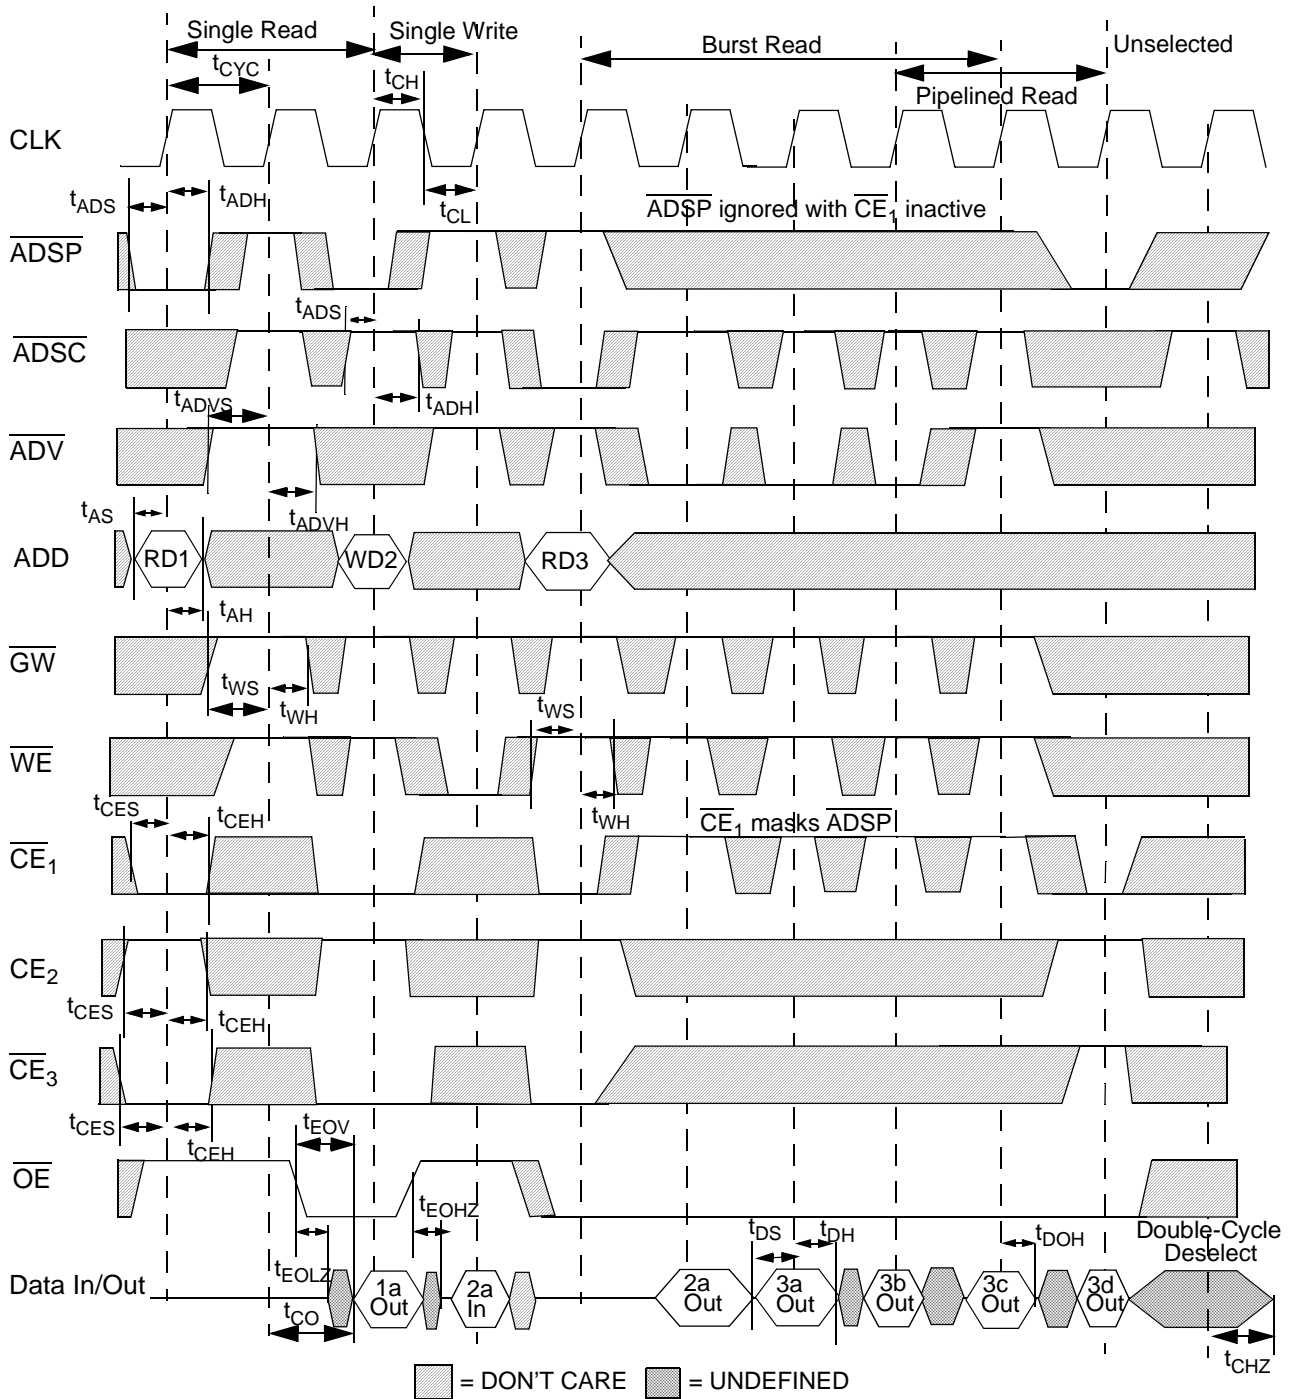 Single Read
Single Write
Burst Read
Unselected
tCYC
tCH
Pipelined Read
CLK
tADS
tADH
tCL
ADSP ignored with CE1 inactive
ADSP
tADS
ADSC
tADVS
tADH
ADV
tAS
tADVH
ADD
RD1
WD2
RD3
tAH
GW
tWS
tWH
tWS
WE
tCES
tCEH
tWH
CE1 masks ADSP
CE1
CE2
tCES
tCEH
CE3
tCES
tCEH
tEOV
OE
tEOHZ
tDS
tDH
tDOH
Double-Cycle
Deselect
tEOLZ
Data In/Out
1a
Out
2a
In
2a
Out
3a
Out
3b
Out
3c
Out
3d
Out
tCO
tCHZ
= DON'T CARE
= UNDEFINED